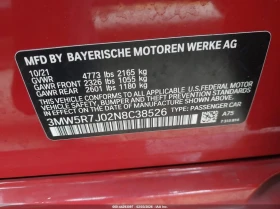 MFD BY BAYERISCHE MOTOREN WERKE AG
10/21
GVWR 4773 lbs 2165 kg
GAWR FRONT 2326 lbs 1055 kg
GAWR REAR 2601 lbs 1180 kg
THIS VEHICLE CONFORMS TO ALL APPLICABLE U.S. FEDERAL MOTOR
VEHICLE SAFETY, BUMPER, AND THEFT PREVENTION STANDARDS
IN EFFECT ON THE DATE OF MANUFACTURE SHOWN ABOVE.
3MW5R7J02N8C38526 TYPE: PASSENGER CAR
A75